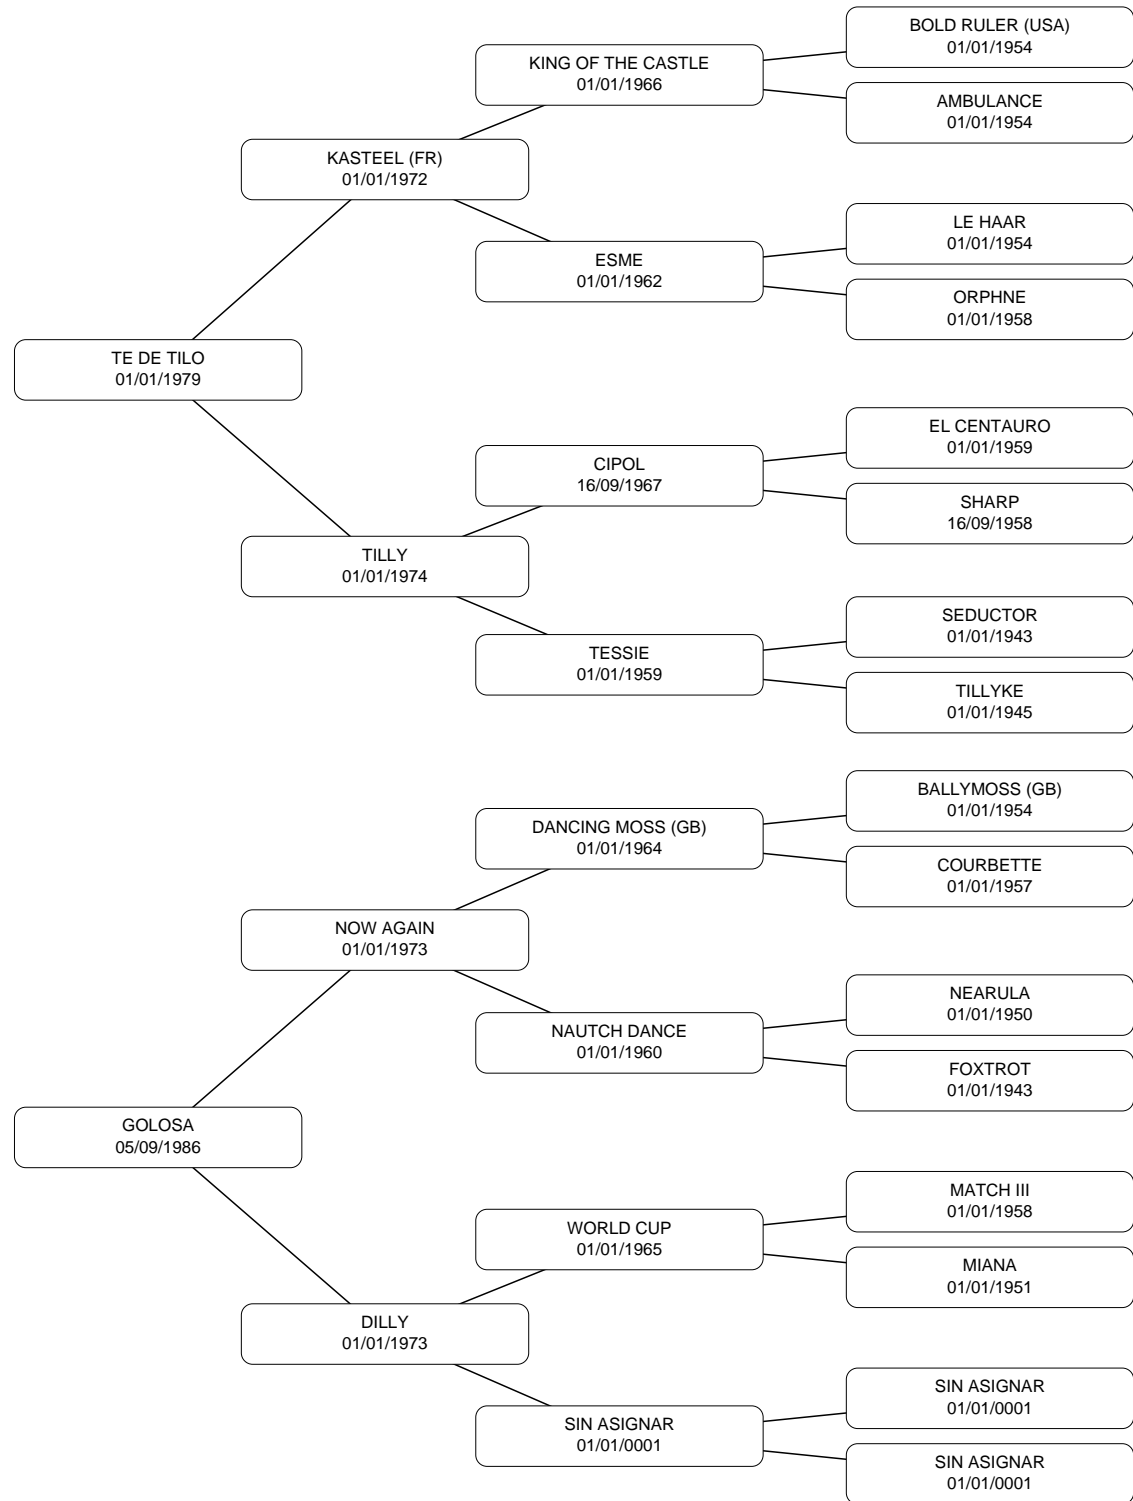 BOLD RULER (USA)
01/01/1954
KING OF THE CASTLE
01/01/1966
AMBULANCE
01/01/1954
KASTEEL (FR)
01/01/1972
LE HAAR
01/01/1954
ESME
01/01/1962
ORPHNE
01/01/1958
TE DE TILO
01/01/1979
EL CENTAURO
01/01/1959
CIPOL
16/09/1967
SHARP
16/09/1958
TILLY
01/01/1974
SEDUCTOR
01/01/1943
TESSIE
01/01/1959
TILLYKE
01/01/1945
BALLYMOSS (GB)
01/01/1954
DANCING MOSS (GB)
01/01/1964
COURBETTE
01/01/1957
NOW AGAIN
01/01/1973
NEARULA
01/01/1950
NAUTCH DANCE
01/01/1960
FOXTROT
01/01/1943
GOLOSA
05/09/1986
MATCH III
01/01/1958
WORLD CUP
01/01/1965
MIANA
01/01/1951
DILLY
01/01/1973
SIN ASIGNAR
01/01/0001
SIN ASIGNAR
01/01/0001
SIN ASIGNAR
01/01/0001